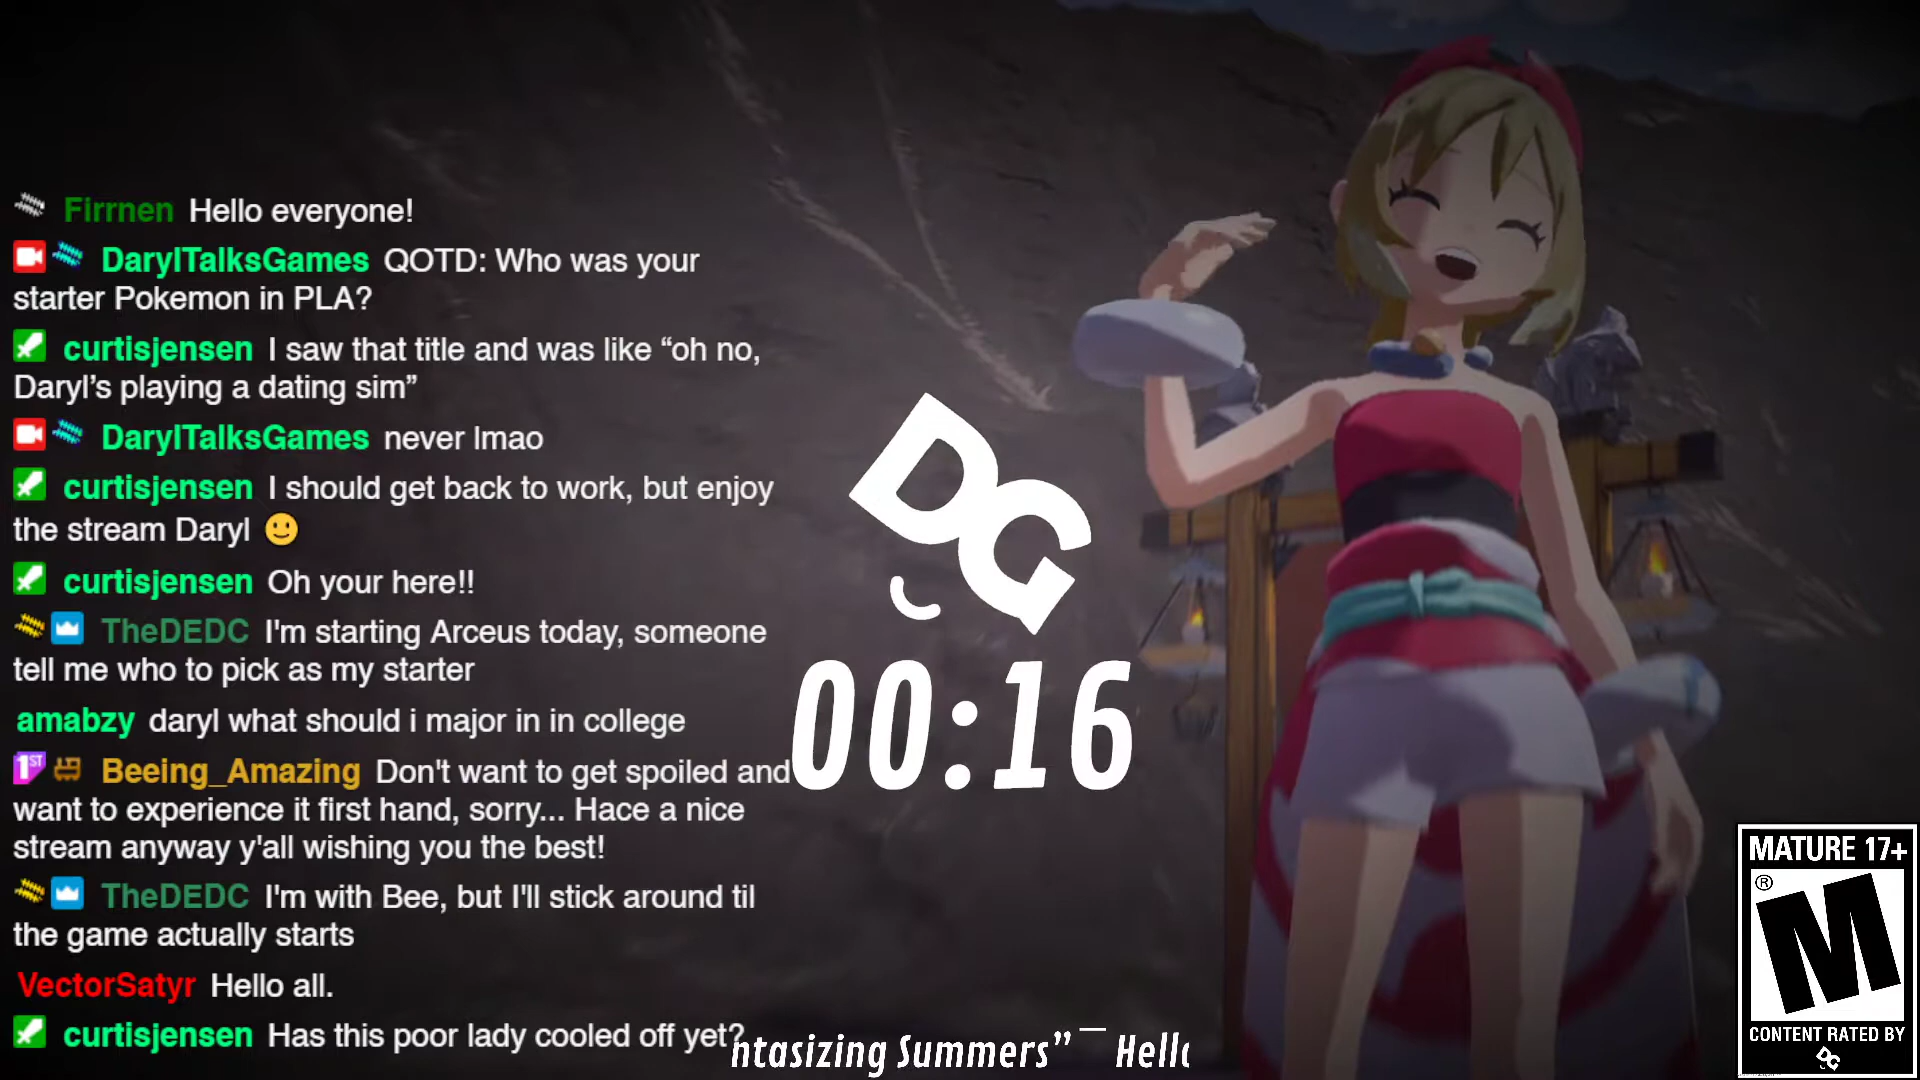 Firrnen Hello everyone!
DarylTalksGames QOTD: Who was your
starter Pokemon in PLA?
curtisjensen I saw that title and was like “oh no,
Daryl’s playing a dating sim”
DarylTalksGames never lmao
curtisjensen I should get back to work, but enjoy
the stream Daryl 🙂
curtisjensen Oh your here!!
TheDEDC I'm starting Arceus today, someone
tell me who to pick as my starter
amabzy daryl what should i major in in college
1ST Beeing_Amazing Don't want to get spoiled and
want to experience it first hand, sorry... Hace a nice
stream anyway y'all wishing you the best!
TheDEDC I'm with Bee, but I'll stick around til
the game actually starts
VectorSatyr Hello all.
curtisjensen Has this poor lady cooled off yet?
DG
00:16
ntasizing Summers” — Hell
MATURE 17+
®
M
CONTENT RATED BY
DG